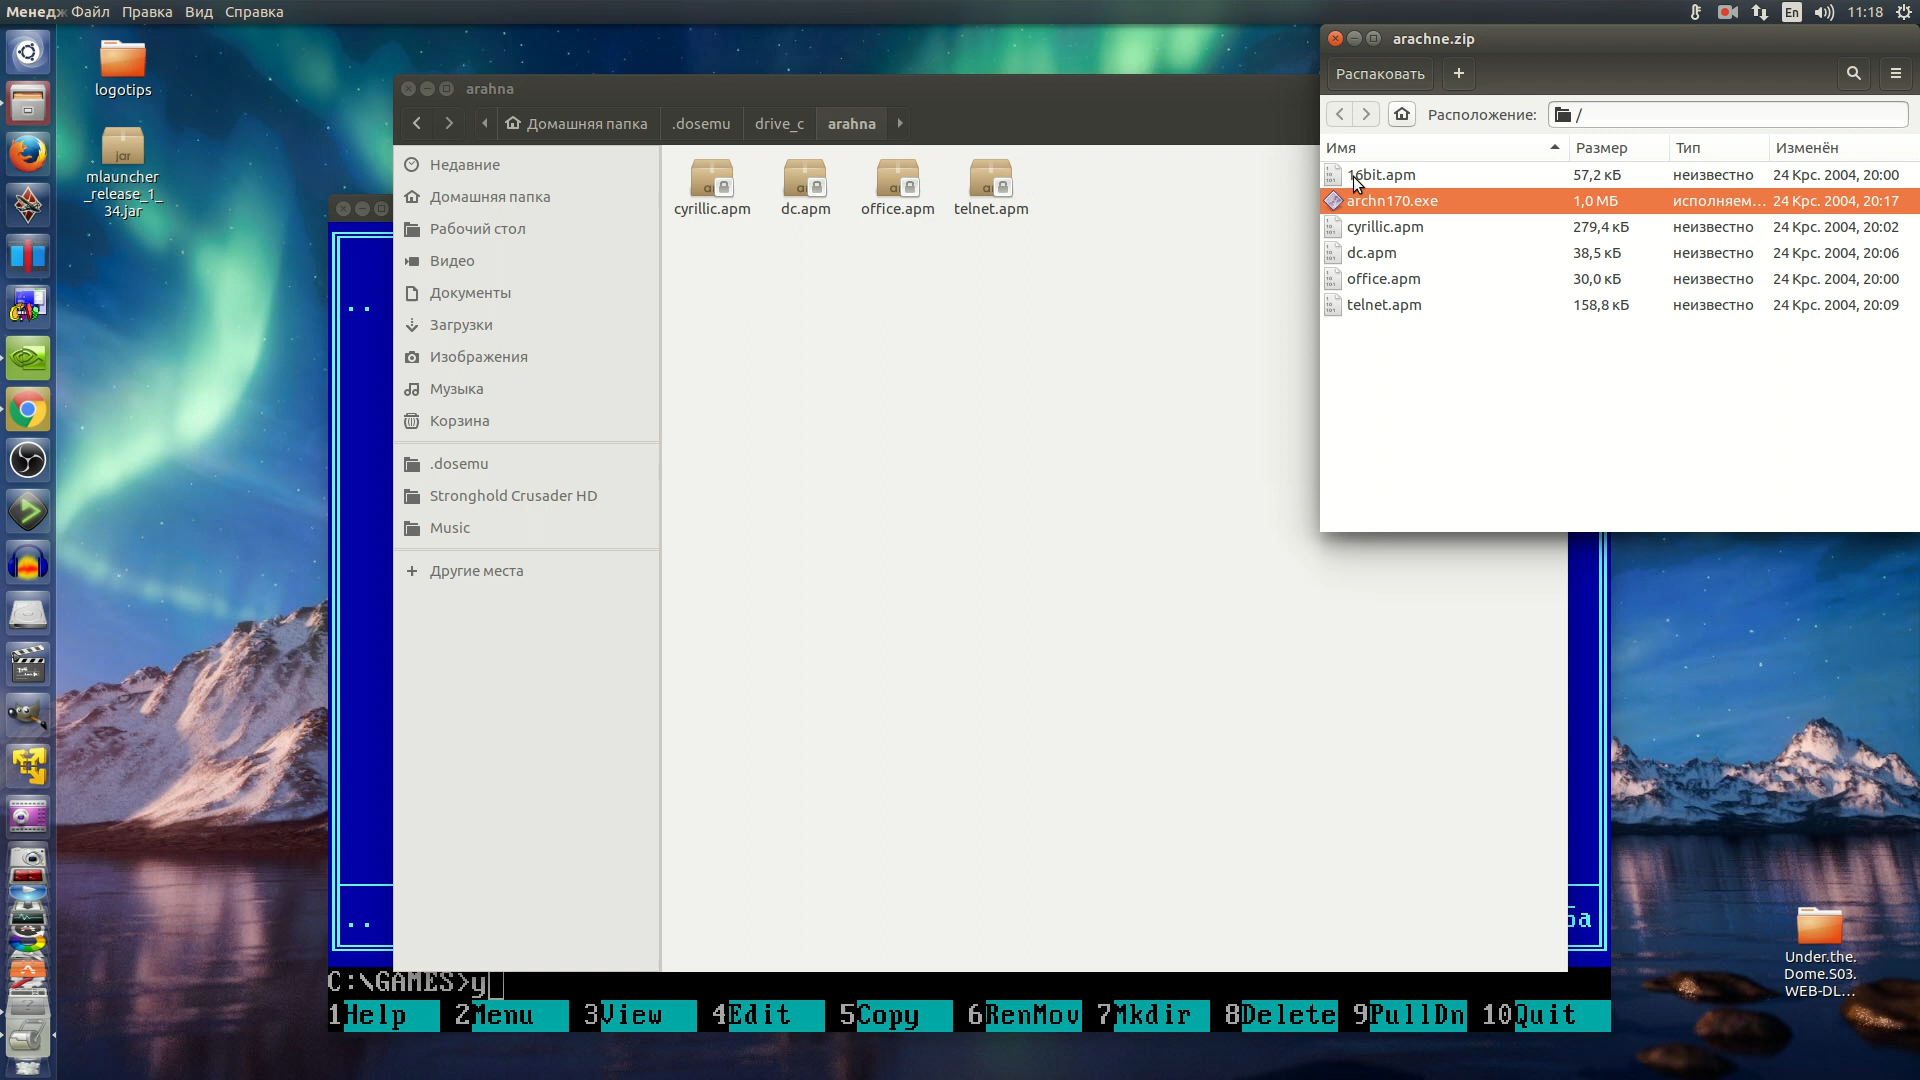 Менедж Файл Правка Вид Справка
En 11:18
logotips
jar
mlauncher
_release_1_
34.jar
arahna
Домашняя папка .dosemu drive_c arahna
Недавние
Домашняя папка
Рабочий стол
Видео
Документы
Загрузки
Изображения
Музыка
Корзина
.dosemu
Stronghold Crusader HD
Music
Другие места
cyrillic.apm dc.apm office.apm telnet.apm
arachne.zip
Распаковать
Расположение: /
Имя Размер Тип Изменён
16bit.apm 57,2 кБ неизвестно 24 Крс. 2004, 20:00
archn170.exe 1,0 МБ исполняем… 24 Крс. 2004, 20:17
cyrillic.apm 279,4 кБ неизвестно 24 Крс. 2004, 20:02
dc.apm 38,5 кБ неизвестно 24 Крс. 2004, 20:06
office.apm 30,0 кБ неизвестно 24 Крс. 2004, 20:00
telnet.apm 158,8 кБ неизвестно 24 Крс. 2004, 20:09
..
.. ба
C:\GAMES>y
1Help 2Menu 3View 4Edit 5Copy 6RenMov 7Mkdir 8Delete 9PullDn 10Quit
Under.the.
Dome.S03.
WEB-DL…